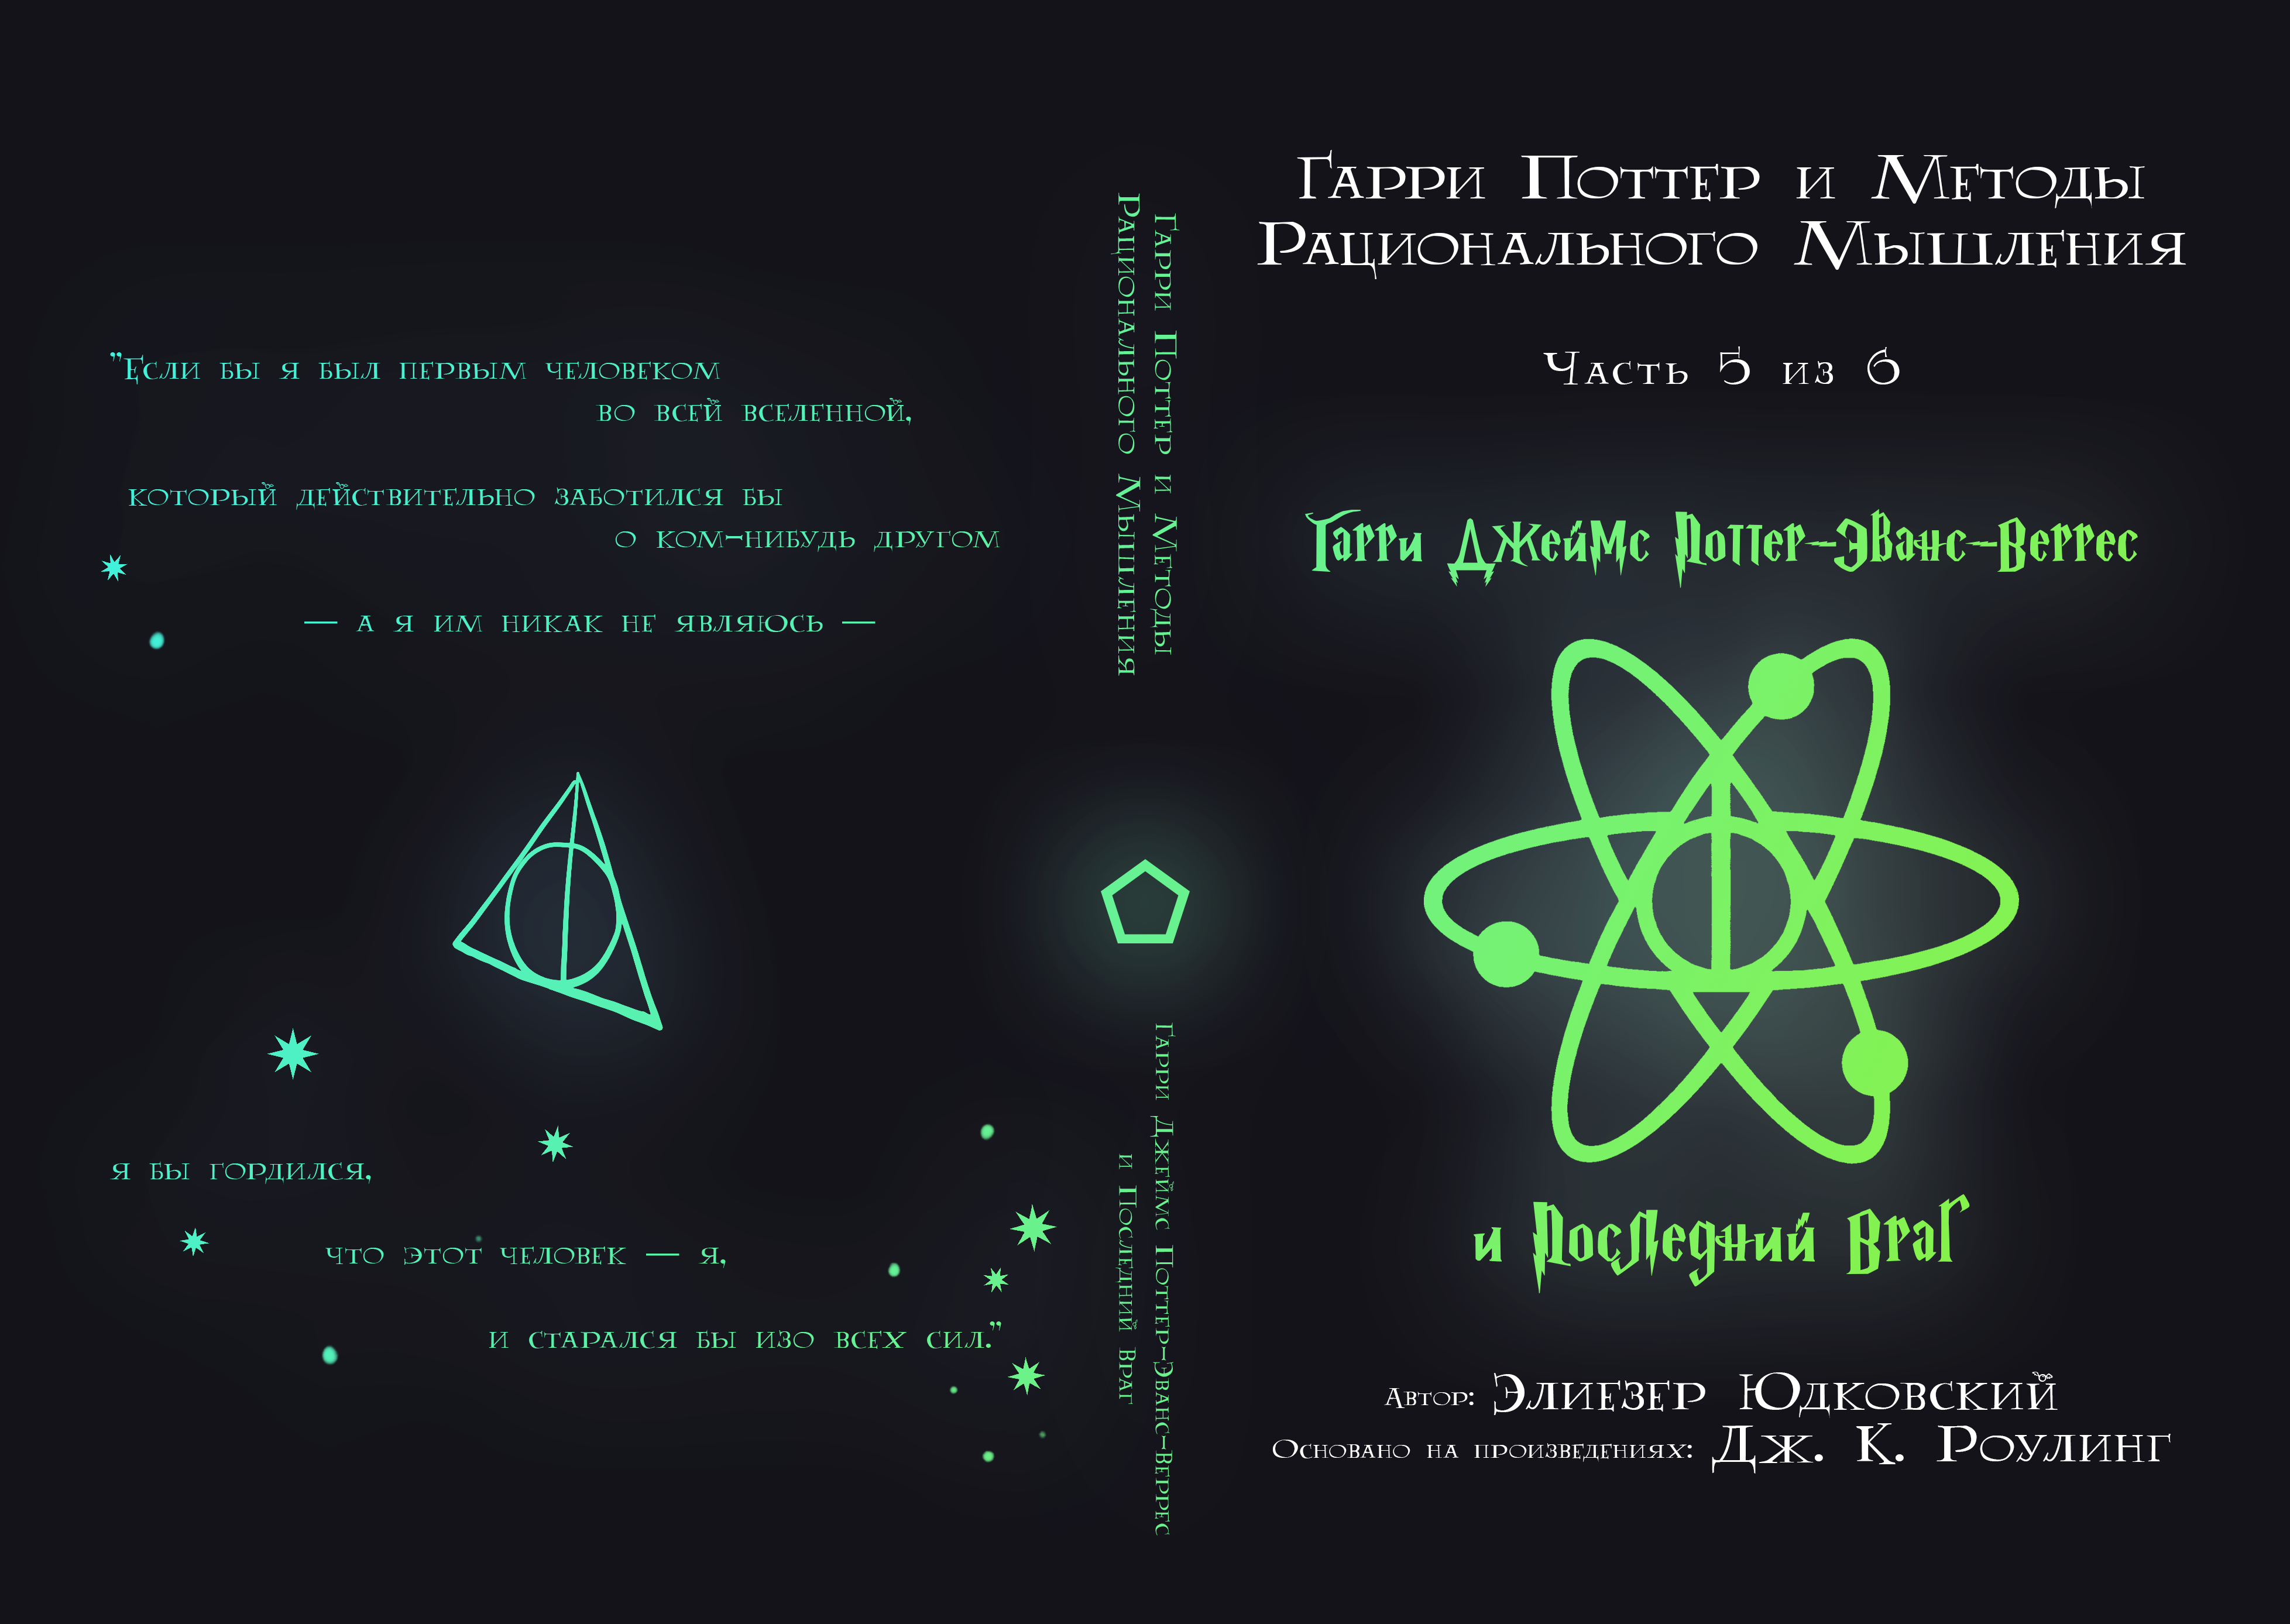 "Если бы я был первым человеком
во всей вселенной,
который действительно заботился бы
о ком-нибудь другом
— а я им никак не являюсь —
я бы гордился,
что этот человек — я,
и старался бы изо всех сил."
Гарри Поттер и Методы
Рационального Мышления
Гарри Джеймс Поттер-Эванс-Веррес
и Последний Враг
Гарри Поттер и Методы
Рационального Мышления
Часть 5 из 6
Гарри Джеймс Поттер-Эванс-Веррес
и Последний Враг
Автор: Элиезер Юдковский
Основано на произведениях: Дж. К. Роулинг